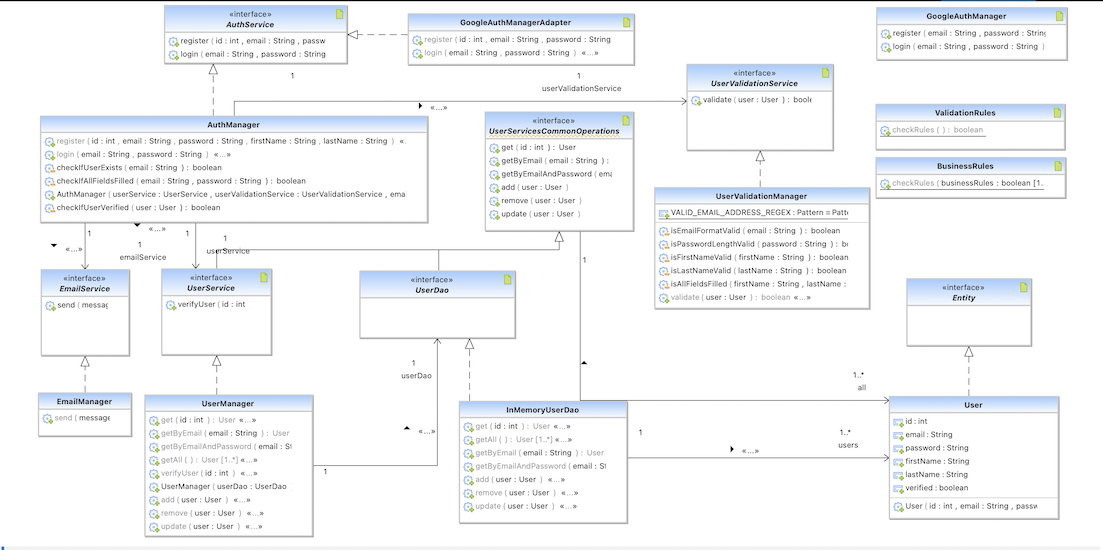 «interface»
AuthService
register ( id : int , email : String , passw
login ( email : String , password : String
GoogleAuthManagerAdapter
register ( id : int , email : String , password : String
login ( email : String , password : String ) «...»
GoogleAuthManager
register ( email : String , password : String
login ( email : String , password : String
1
1
userValidationService
«...»
«interface»
UserValidationService
validate ( user : User ) : boole
ValidationRules
checkRules ( ) : boolean
BusinessRules
checkRules ( businessRules : boolean [1..
AuthManager
register ( id : int , email : String , password : String , firstName : String , lastName : String ) «.
login ( email : String , password : String ) «...»
checkIfUserExists ( email : String ) : boolean
checkIfAllFieldsFilled ( email : String , password : String ) : boolean
AuthManager ( userService : UserService , userValidationService : UserValidationService , ema
checkIfUserVerified ( user : User ) : boolean
«interface»
UserServicesCommonOperations
get ( id : int ) : User
getByEmail ( email : String ) :
getByEmailAndPassword ( ema
add ( user : User )
remove ( user : User )
update ( user : User )
UserValidationManager
VALID_EMAIL_ADDRESS_REGEX : Pattern = Patte
isEmailFormatValid ( email : String ) : boolean
isPasswordLengthValid ( password : String ) : bo
isFirstNameValid ( firstName : String ) : boolean
isLastNameValid ( lastName : String ) : boolean
isAllFieldsFilled ( firstName : String , lastName :
validate ( user : User ) : boolean «...»
1
«...»
1
emailService
«...»
1
1
userService
1
«interface»
EmailService
send ( messag
«interface»
UserService
verifyUser ( id : int
«interface»
UserDao
«interface»
Entity
1
userDao
«...»
1
1..*
all
EmailManager
send ( message
UserManager
get ( id : int ) : User «...»
getByEmail ( email : String ) : User
getByEmailAndPassword ( email : St
getAll ( ) : User [1..*] «...»
verifyUser ( id : int ) «...»
UserManager ( userDao : UserDao
add ( user : User ) «...»
remove ( user : User ) «...»
update ( user : User ) «...»
InMemoryUserDao
get ( id : int ) : User «...»
getAll ( ) : User [1..*] «...»
getByEmail ( email : String ) : User
getByEmailAndPassword ( email : St
add ( user : User ) «...»
remove ( user : User ) «...»
update ( user : User ) «...»
1
«...»
1..*
users
User
id : int
email : String
password : String
firstName : String
lastName : String
verified : boolean
User ( id : int , email : String , passw